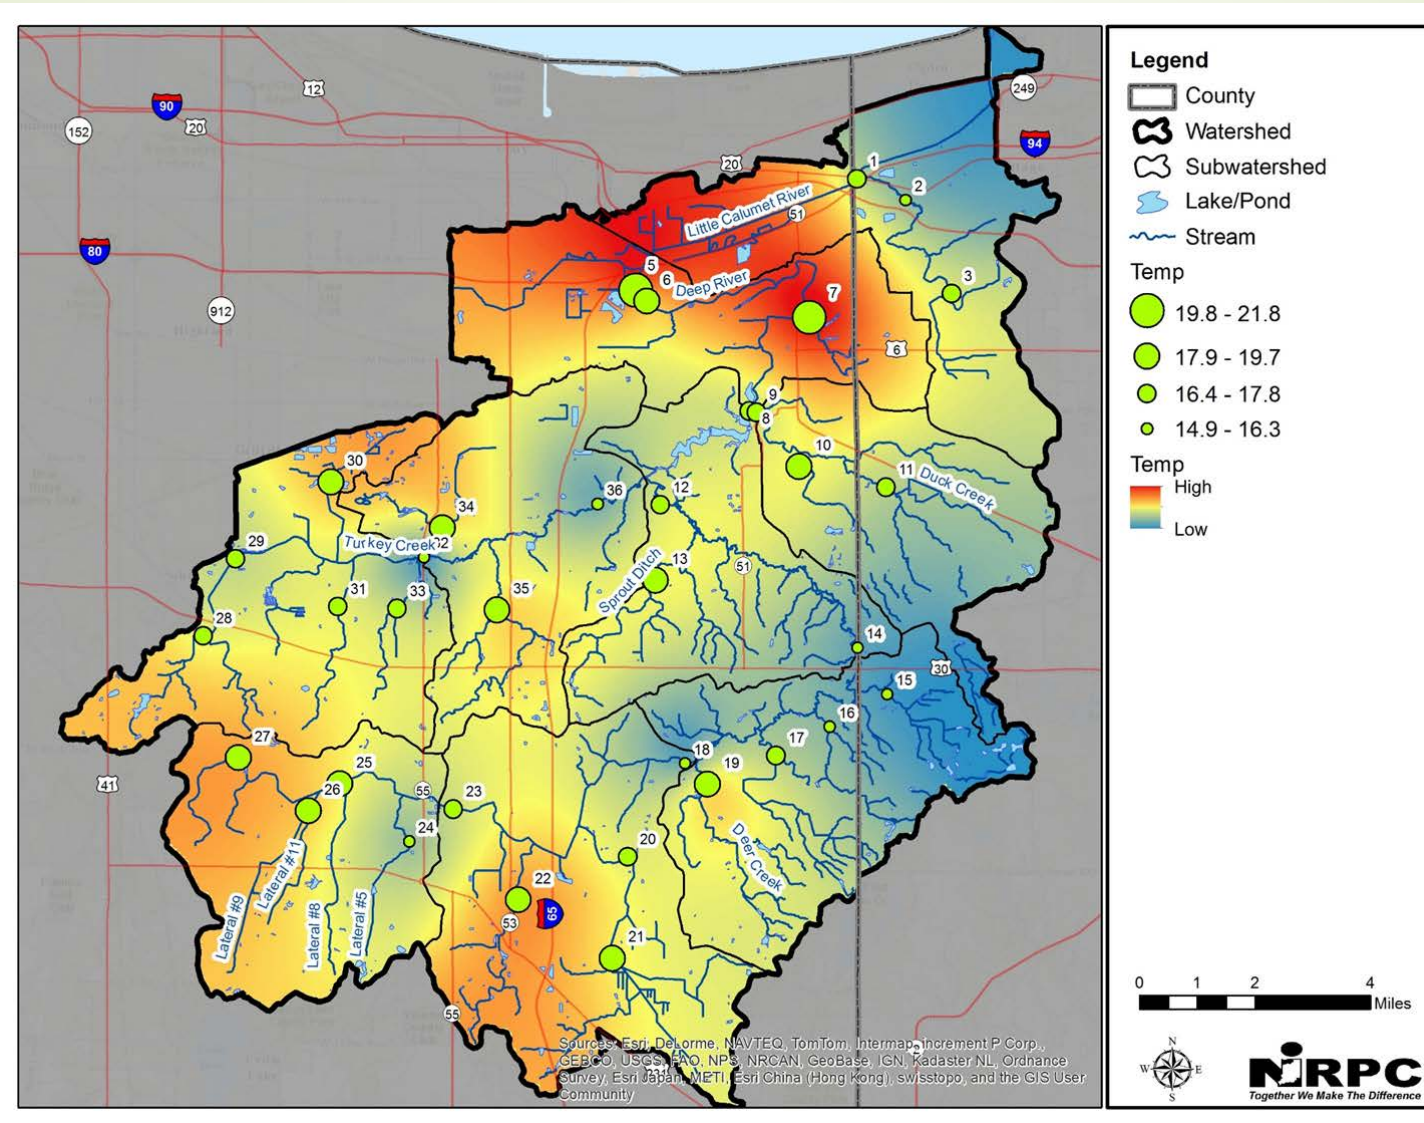 Legend
County
Watershed
Subwatershed
Lake/Pond
Stream
Temp
19.8 - 21.8
17.9 - 19.7
16.4 - 17.8
14.9 - 16.3
Temp
High
Low
0 1 2 4
Miles
N
W E
S
NIRPC
Together We Make The Difference
12
90
20
152
249
94
20
1
2
51
Little Calumet River
80
5
6
Deep River
3
7
912
6
9
8
10
11
Duck Creek
30
36
12
34
Turkey Creek
32
29
13
51
Sprout Ditch
31
33
35
28
14
30
15
16
17
18
19
27
25
26
41
55
23
24
20
Deer Creek
Lateral #11
22
65
53
Lateral #9
Lateral #8
Lateral #5
21
55
Sources: Esri, DeLorme, NAVTEQ, TomTom, Intermap, increment P Corp.,
GEBCO, USGS, FAO, NPS, NRCAN, GeoBase, IGN, Kadaster NL, Ordnance
Survey, Esri Japan, METI, Esri China (Hong Kong), swisstopo, and the GIS User
Community